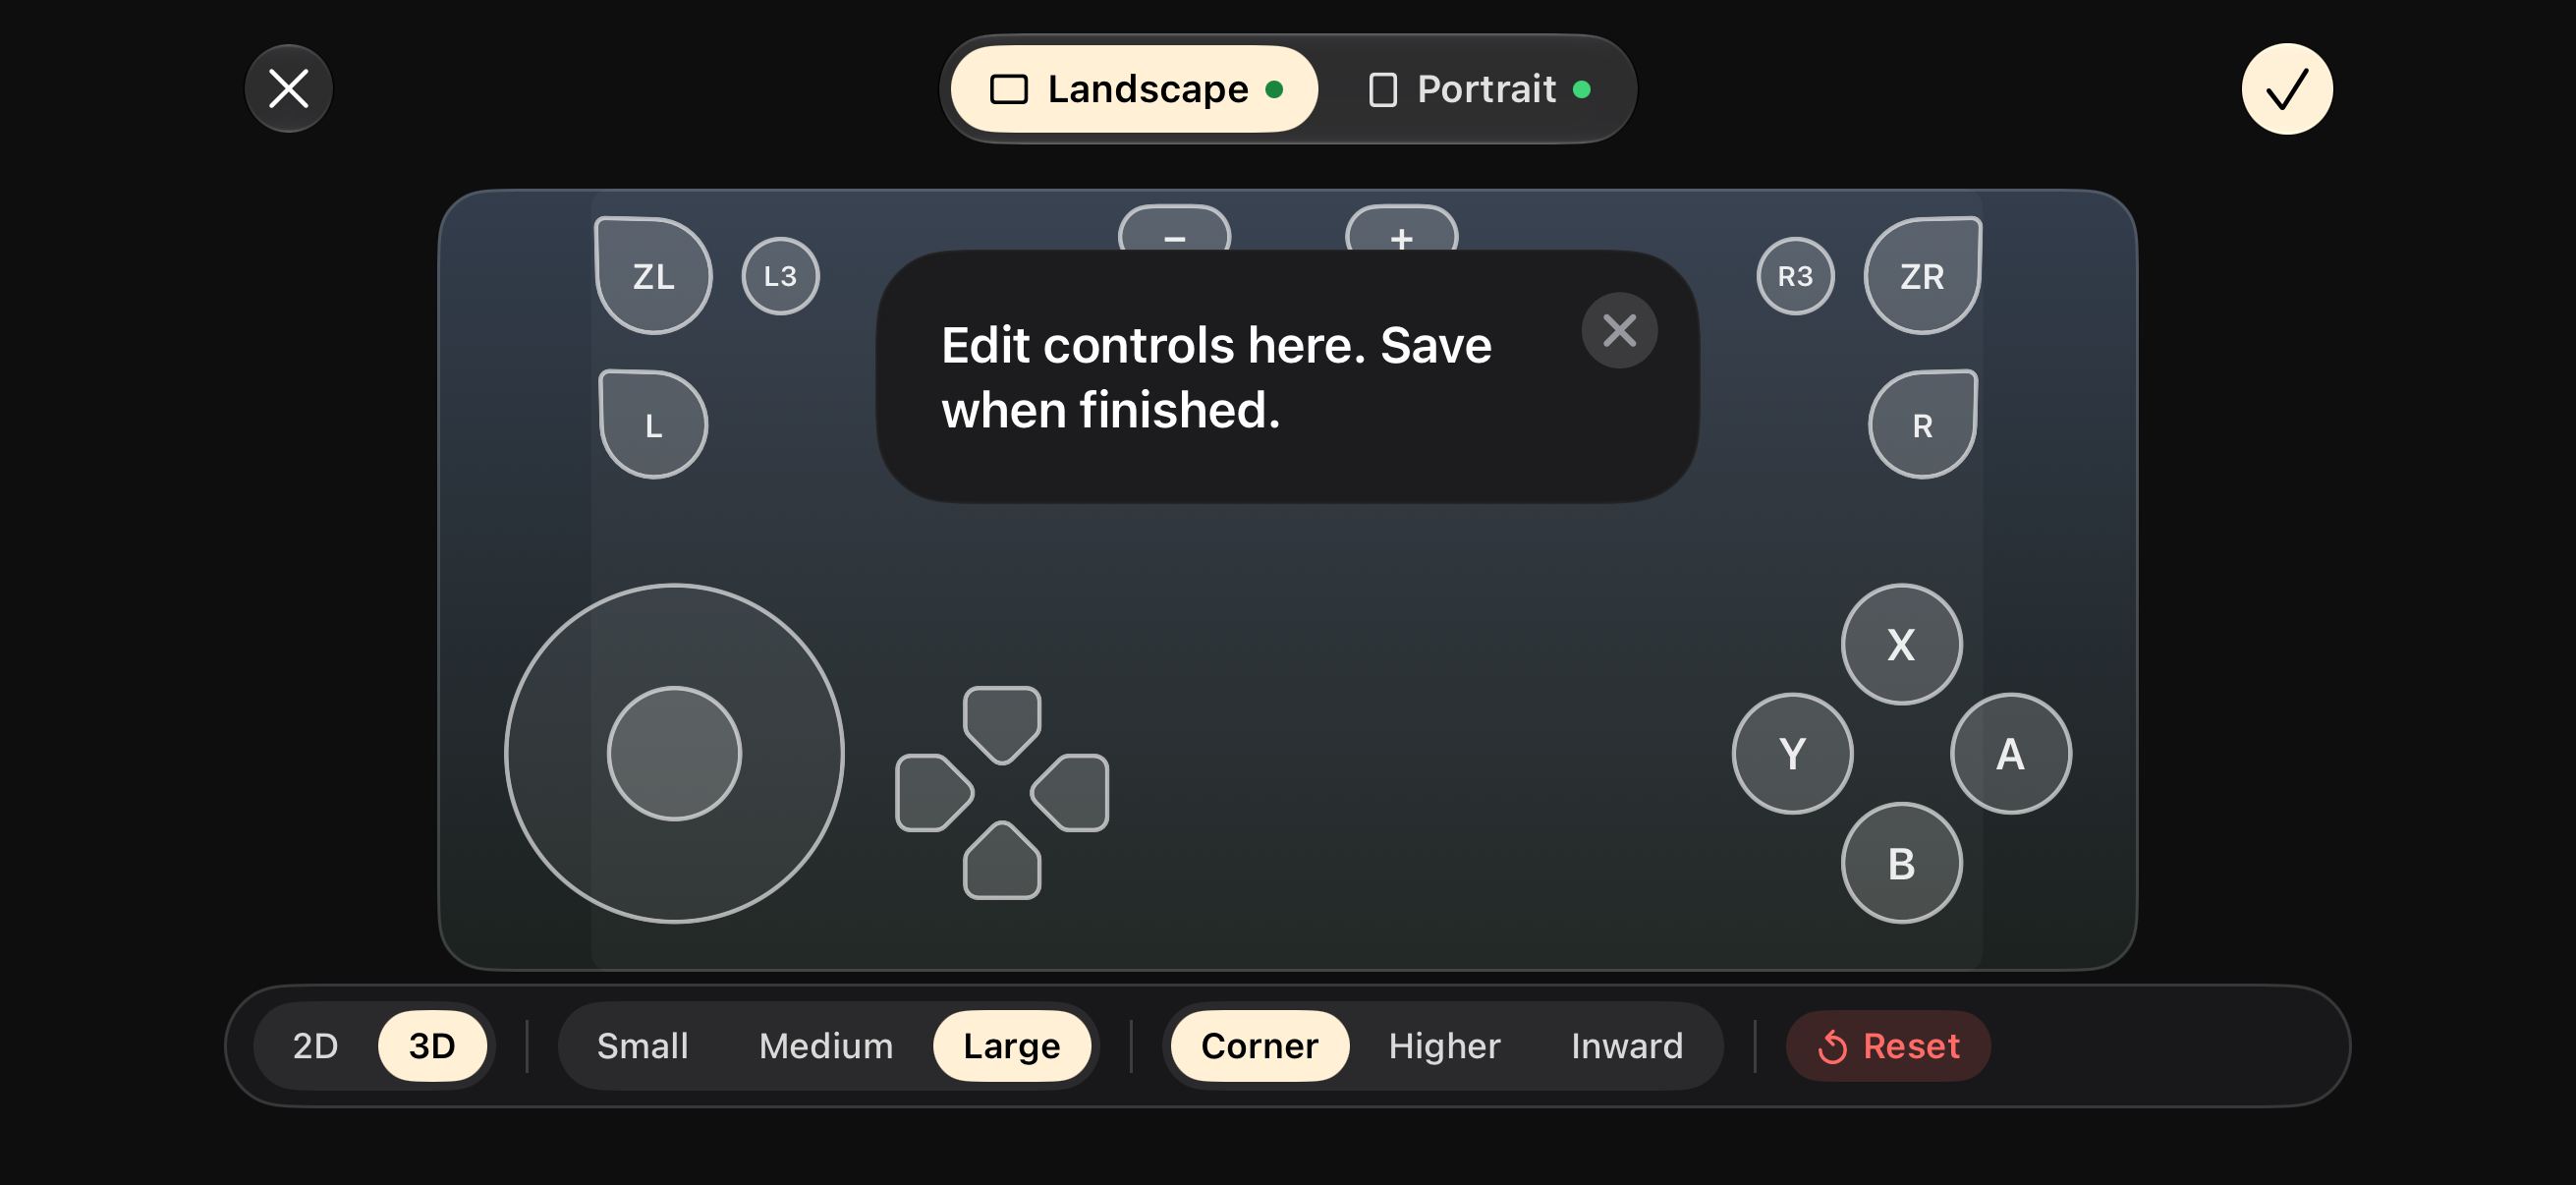 Landscape
Portrait
ZL
L3
−
+
R3
ZR
Edit controls here. Save
when finished.
L
R
X
Y
A
B
2D
3D
Small
Medium
Large
Corner
Higher
Inward
Reset